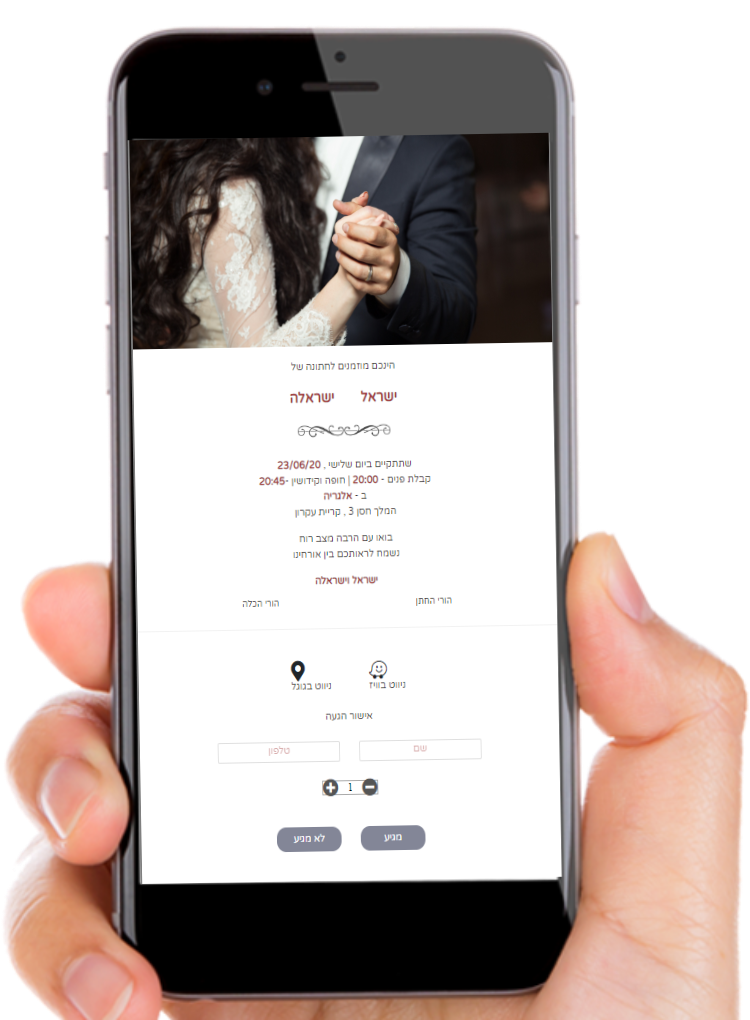 הינכם מוזמנים לחתונה של
ישראל ישראלה
שתתקיים ביום שלישי , 23/06/20
קבלת פנים - 20:00 | חופה וקידושין -20:45
ב - אלגריה
המלך חסן 3 , קריית עקרון
בואו עם הרבה מצב רוח
נשמח לראותכם בין אורחינו
ישראל וישראלה
הורי החתן הורי הכלה
ניווט בוויז ניווט בגוגל
אישור הגעה
שם טלפון
1
מגיע לא מגיע